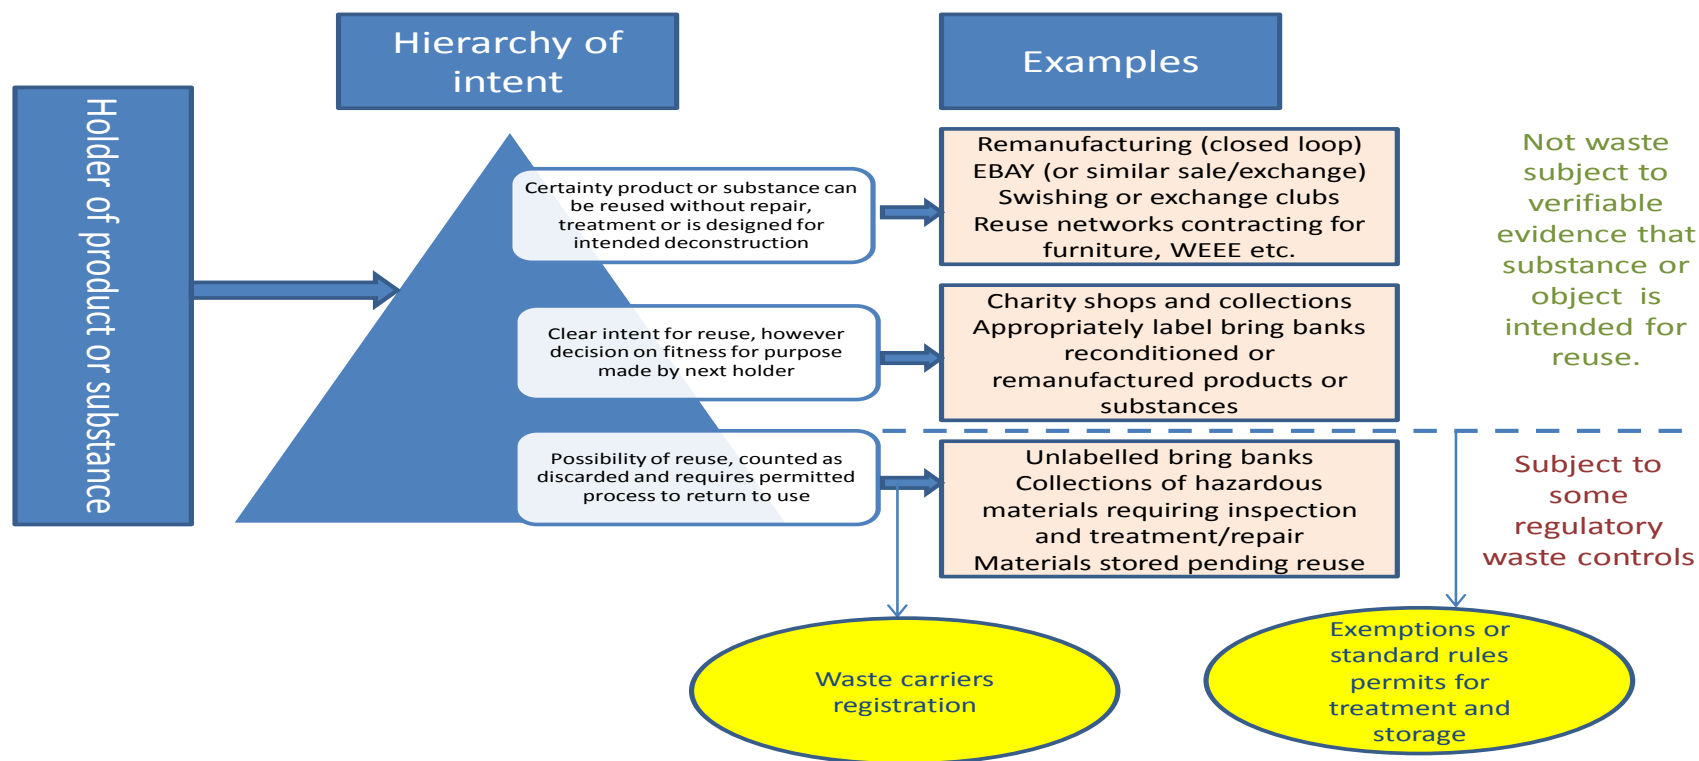 Hierarchy of
intent
Examples
Holder of product or substance
Certainty product or substance can
be reused without repair,
treatment or is designed for
intended deconstruction
Remanufacturing (closed loop)
EBAY (or similar sale/exchange)
Swishing or exchange clubs
Reuse networks contracting for
furniture, WEEE etc.
Not waste
subject to
verifiable
evidence that
substance or
object is
intended for
reuse.
Clear intent for reuse, however
decision on fitness for purpose
made by next holder
Charity shops and collections
Appropriately label bring banks
reconditioned or
remanufactured products or
substances
Possibility of reuse, counted as
discarded and requires permitted
process to return to use
Unlabelled bring banks
Collections of hazardous
materials requiring inspection
and treatment/repair
Materials stored pending reuse
Subject to
some
regulatory
waste controls
Waste carriers
registration
Exemptions or
standard rules
permits for
treatment and
storage